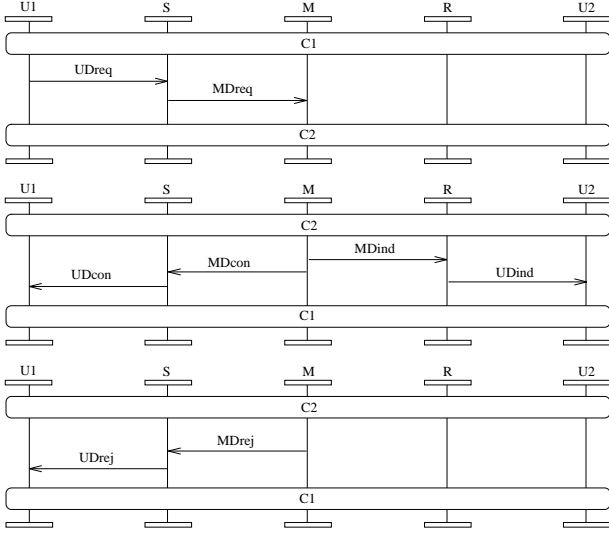 U1 S M R U2
C1
UDreq
MDreq
C2
U1 S M R U2
C2
MDind
MDcon
UDcon
UDind
C1
U1 S M R U2
C2
MDrej
UDrej
C1